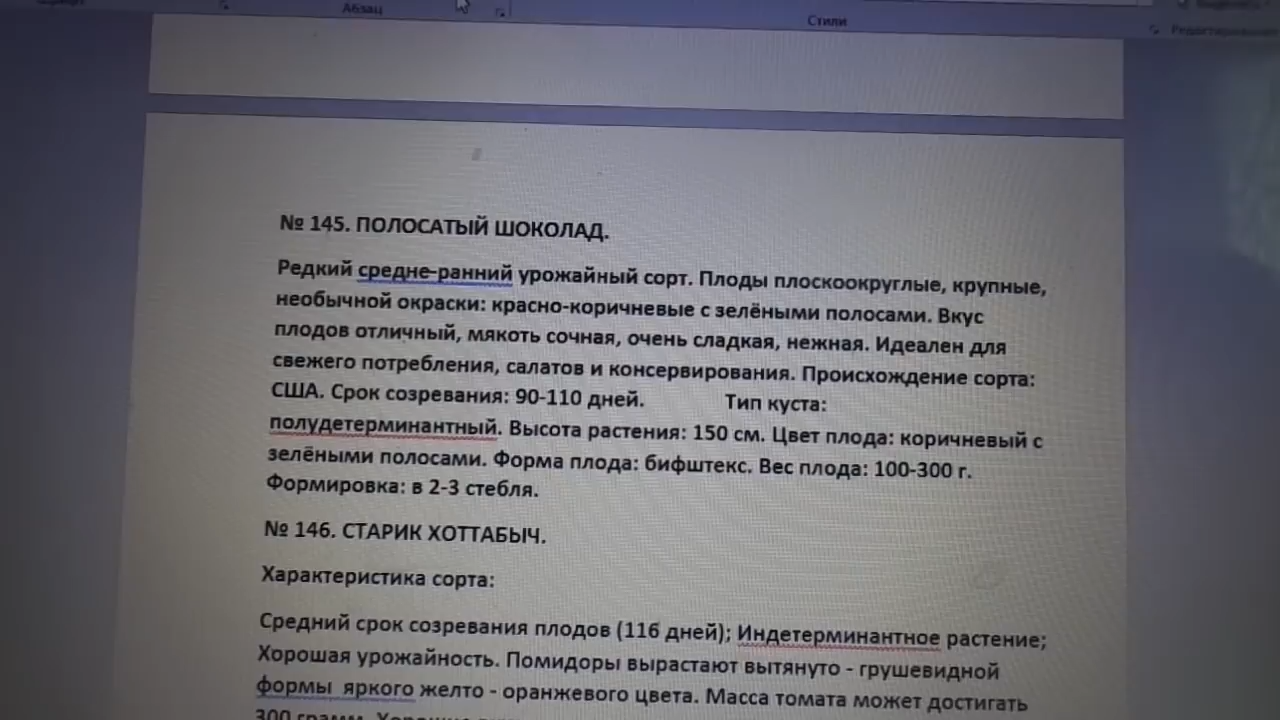 Абзац
Стили
Редактирование
№ 145. ПОЛОСАТЫЙ ШОКОЛАД.
Редкий средне-ранний урожайный сорт. Плоды плоскоокруглые, крупные,
необычной окраски: красно-коричневые с зелёными полосами. Вкус
плодов отличный, мякоть сочная, очень сладкая, нежная. Идеален для
свежего потребления, салатов и консервирования. Происхождение сорта:
США. Срок созревания: 90-110 дней. Тип куста:
полудетерминантный. Высота растения: 150 см. Цвет плода: коричневый с
зелёными полосами. Форма плода: бифштекс. Вес плода: 100-300 г.
Формировка: в 2-3 стебля.
№ 146. СТАРИК ХОТТАБЫЧ.
Характеристика сорта:
Средний срок созревания плодов (116 дней); Индетерминантное растение;
Хорошая урожайность. Помидоры вырастают вытянуто - грушевидной
формы яркого желто - оранжевого цвета. Масса томата может достигать
300 грамм.